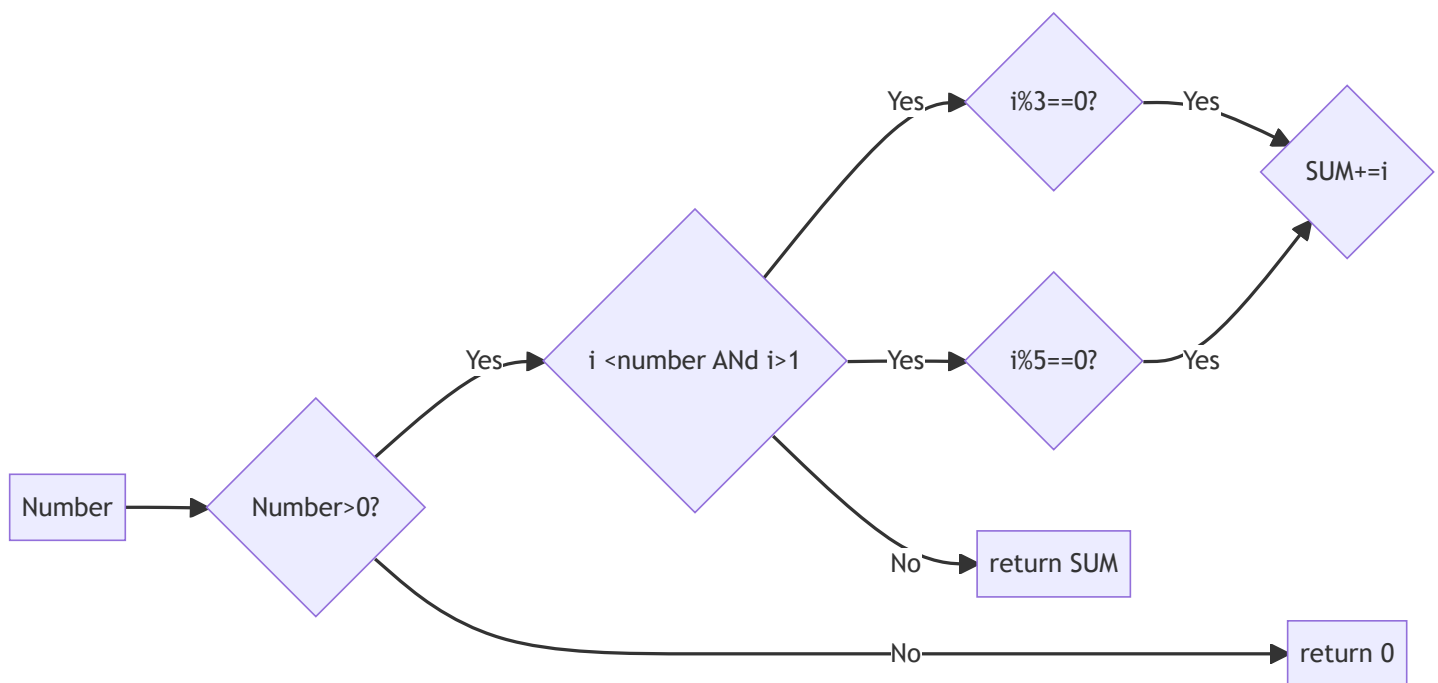 Number
Number>0?
Yes
i <number ANd i>1
Yes
i%3==0?
Yes
SUM+=i
Yes
i%5==0?
Yes
No
return SUM
No
return 0